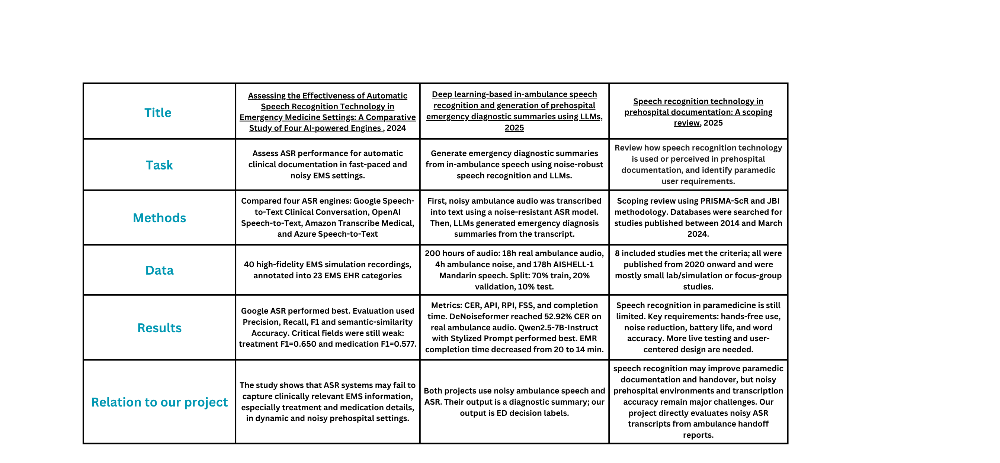 Title
Assessing the Effectiveness of Automatic
Speech Recognition Technology in
Emergency Medicine Settings: A Comparative
Study of Four AI-powered Engines , 2024
Deep learning-based in-ambulance speech
recognition and generation of prehospital
emergency diagnostic summaries using LLMs,
2025
Speech recognition technology in
prehospital documentation: A scoping
review, 2025
Task
Assess ASR performance for automatic
clinical documentation in fast-paced and
noisy EMS settings.
Generate emergency diagnostic summaries
from in-ambulance speech using noise-robust
speech recognition and LLMs.
Review how speech recognition technology
is used or perceived in prehospital
documentation, and identify paramedic
user requirements.
Methods
Compared four ASR engines: Google Speech-
to-Text Clinical Conversation, OpenAI
Speech-to-Text, Amazon Transcribe Medical,
and Azure Speech-to-Text
First, noisy ambulance audio was transcribed
into text using a noise-resistant ASR model.
Then, LLMs generated emergency diagnosis
summaries from the transcript.
Scoping review using PRISMA-ScR and JBI
methodology. Databases were searched for
studies published between 2014 and March
2024.
Data
40 high-fidelity EMS simulation recordings,
annotated into 23 EMS EHR categories
200 hours of audio: 18h real ambulance audio,
4h ambulance noise, and 178h AISHELL-1
Mandarin speech. Split: 70% train, 20%
validation, 10% test.
8 included studies met the criteria; all were
published from 2020 onward and were
mostly small lab/simulation or focus-group
studies.
Results
Google ASR performed best. Evaluation used
Precision, Recall, F1 and semantic-similarity
Accuracy. Critical fields were still weak:
treatment F1=0.650 and medication F1=0.577.
Metrics: CER, API, RPI, FSS, and completion
time. DeNoiseformer reached 52.92% CER on
real ambulance audio. Qwen2.5-7B-Instruct
with Stylized Prompt performed best. EMR
completion time decreased from 20 to 14 min.
Speech recognition in paramedicine is still
limited. Key requirements: hands-free use,
noise reduction, battery life, and word
accuracy. More live testing and user-
centered design are needed.
Relation to our project
The study shows that ASR systems may fail to
capture clinically relevant EMS information,
especially treatment and medication details,
in dynamic and noisy prehospital settings.
Both projects use noisy ambulance speech and
ASR. Their output is a diagnostic summary; our
output is ED decision labels.
speech recognition may improve paramedic
documentation and handover, but noisy
prehospital environments and transcription
accuracy remain major challenges. Our
project directly evaluates noisy ASR
transcripts from ambulance handoff
reports.